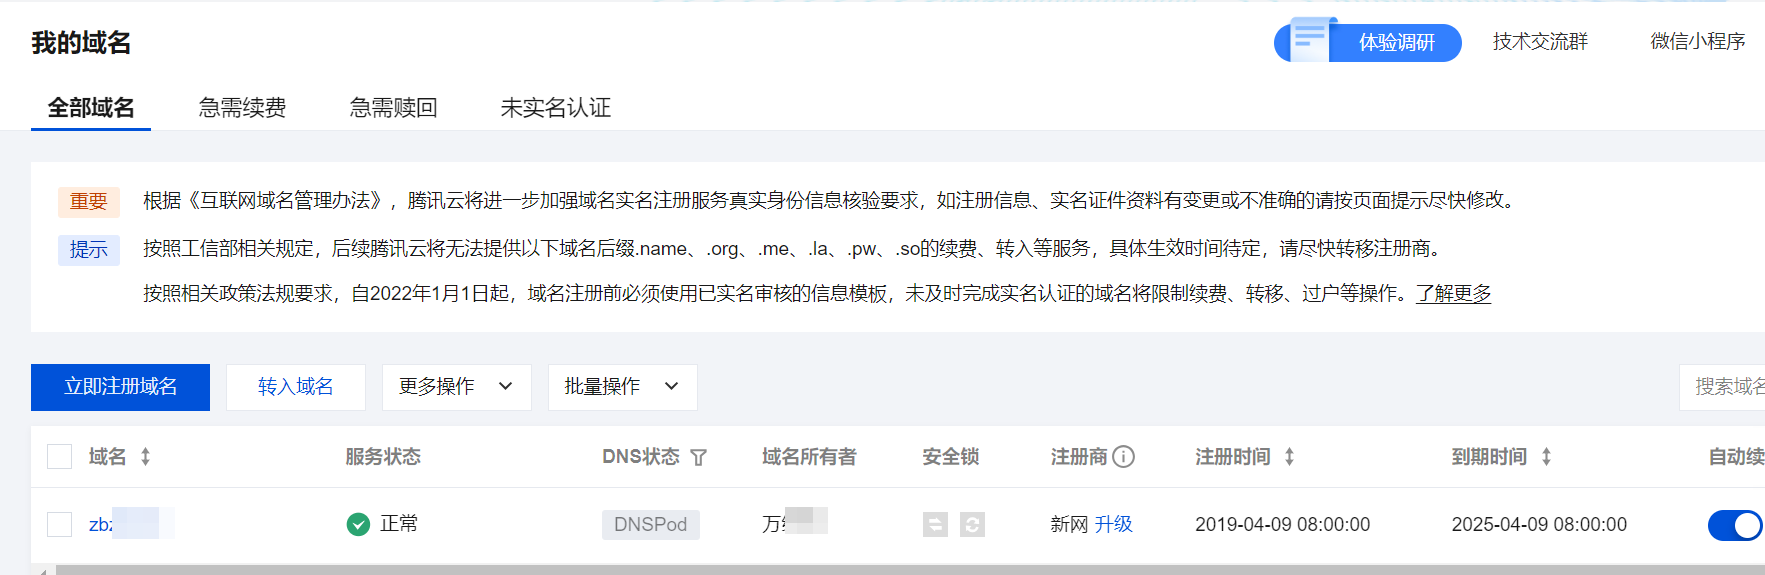 我的域名
体验调研 技术交流群 微信小程序
全部域名 急需续费 急需赎回 未实名认证
重要 根据《互联网域名管理办法》，腾讯云将进一步加强域名实名注册服务真实身份信息核验要求，如注册信息、实名证件资料有变更或不准确的请按页面提示尽快修改。
提示 按照工信部相关规定，后续腾讯云将无法提供以下域名后缀.name、.org、.me、.la、.pw、.so的续费、转入等服务，具体生效时间待定，请尽快转移注册商。
按照相关政策法规要求，自2022年1月1日起，域名注册前必须使用已实名审核的信息模板，未及时完成实名认证的域名将限制续费、转移、过户等操作。了解更多
立即注册域名 转入域名 更多操作 批量操作 搜索域名
域名 服务状态 DNS状态 域名所有者 安全锁 注册商 注册时间 到期时间 自动续
zbz 正常 DNSPod 万 新网 升级 2019-04-09 08:00:00 2025-04-09 08:00:00